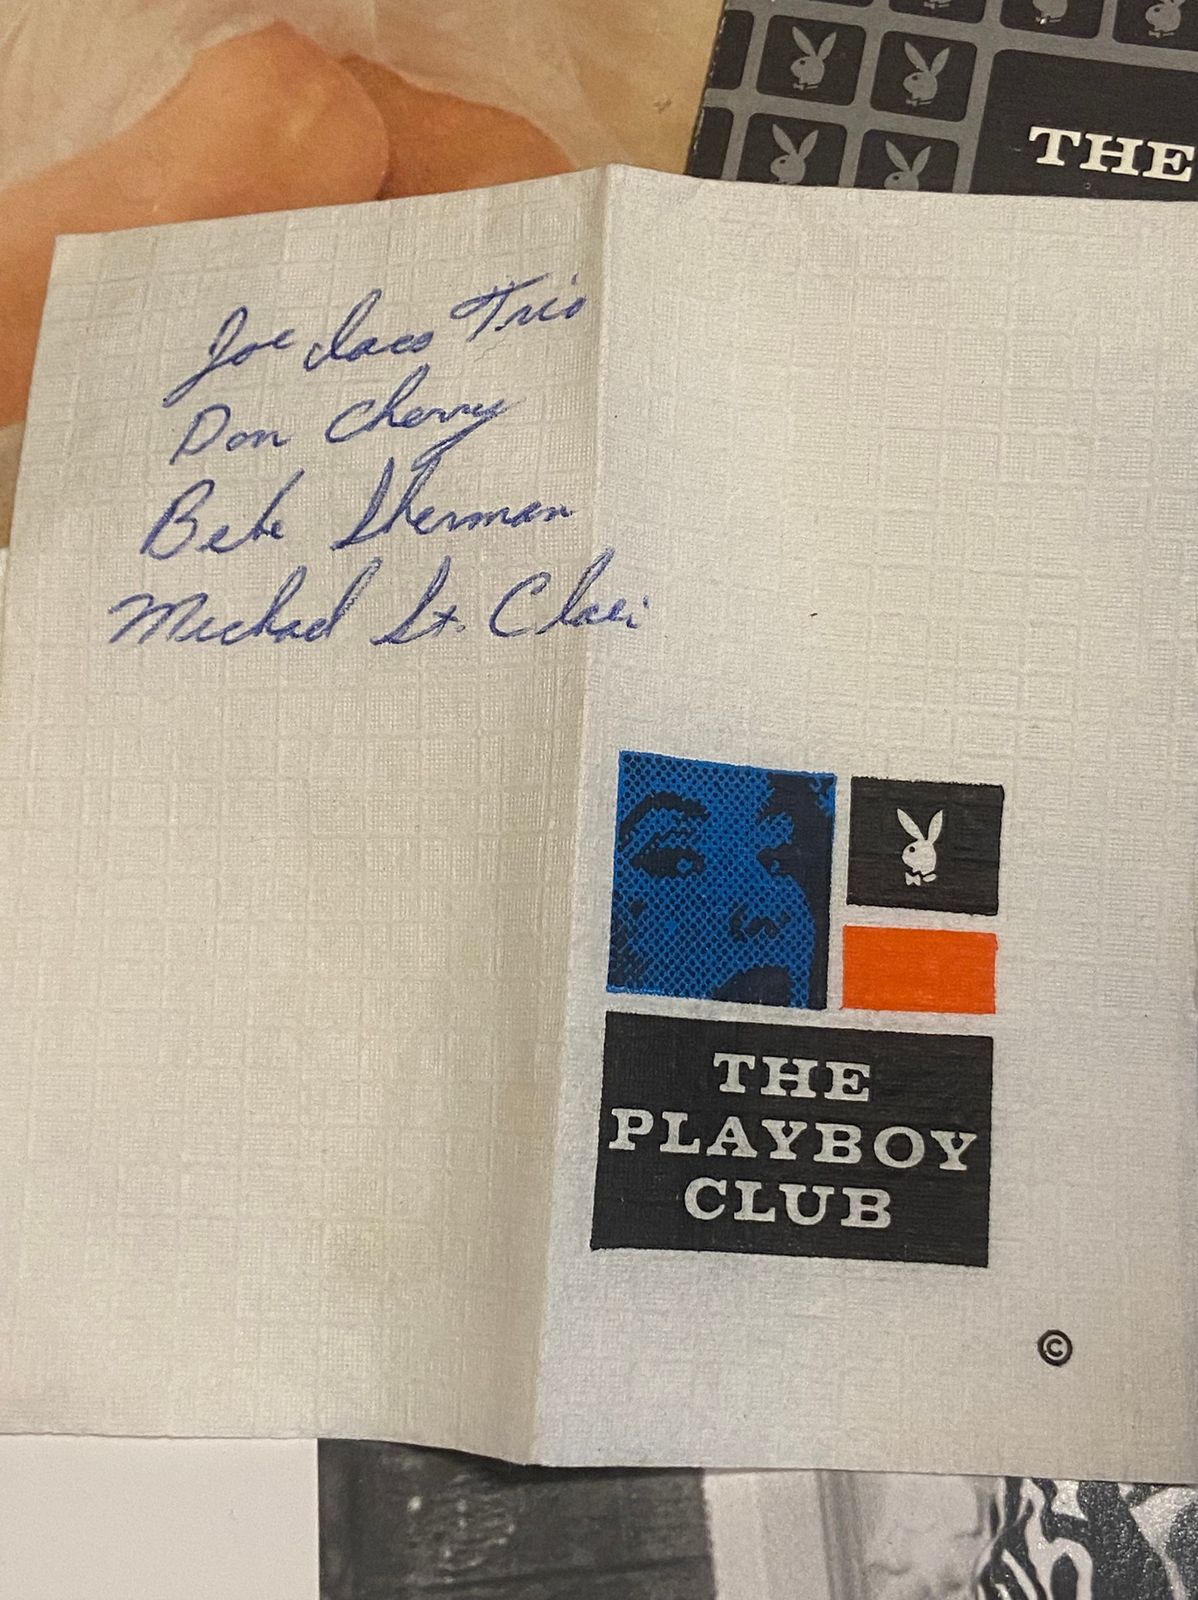 THE
Joe Iaco Trio
Don Cherry
Bebe Sherman
Michael St. Clair
THE
PLAYBOY
CLUB
©